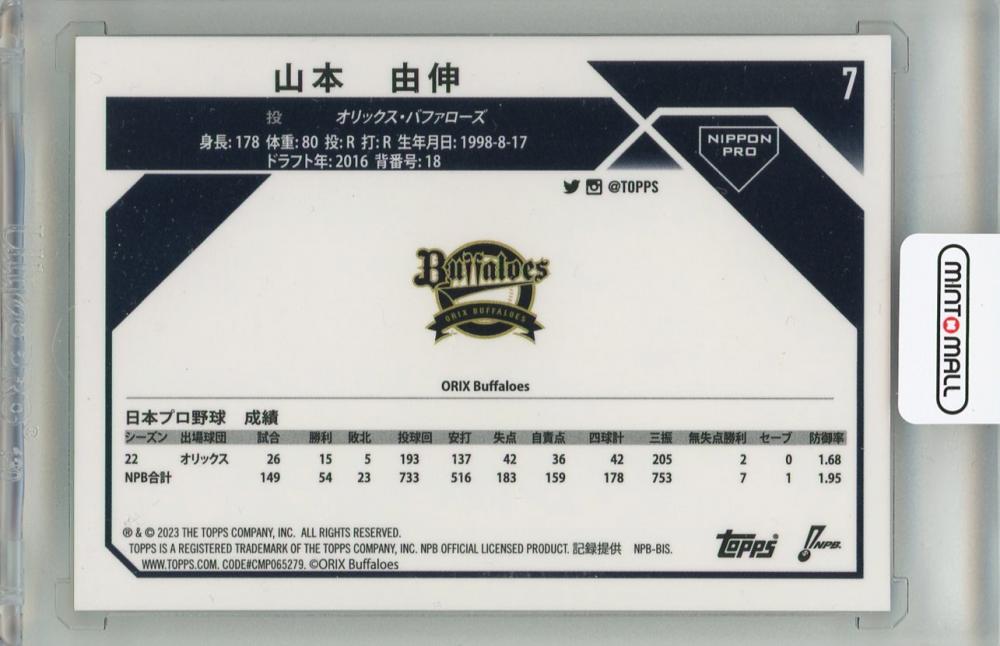 山本 由伸
7
投 オリックス・バファローズ
身長: 178 体重: 80 投: R 打: R 生年月日: 1998-8-17
ドラフト年: 2016 背番号: 18
NIPPON
PRO
@TOPPS
Buffaloes
ORIX BUFFALOES
ORIX Buffaloes
MINT MALL
日本プロ野球 成績
シーズン 出場球団 試合 勝利 敗北 投球回 安打 失点 自責点 四球計 三振 無失点勝利 セーブ 防御率
22 オリックス 26 15 5 193 137 42 36 42 205 2 0 1.68
NPB合計 149 54 23 733 516 183 159 178 753 7 1 1.95
® & © 2023 THE TOPPS COMPANY, INC. ALL RIGHTS RESERVED.
TOPPS IS A REGISTERED TRADEMARK OF THE TOPPS COMPANY, INC. NPB OFFICIAL LICENSED PRODUCT. 記録提供 NPB-BIS.
WWW.TOPPS.COM. CODE#CMP065279. ©ORIX Buffaloes
topps®
NPB.